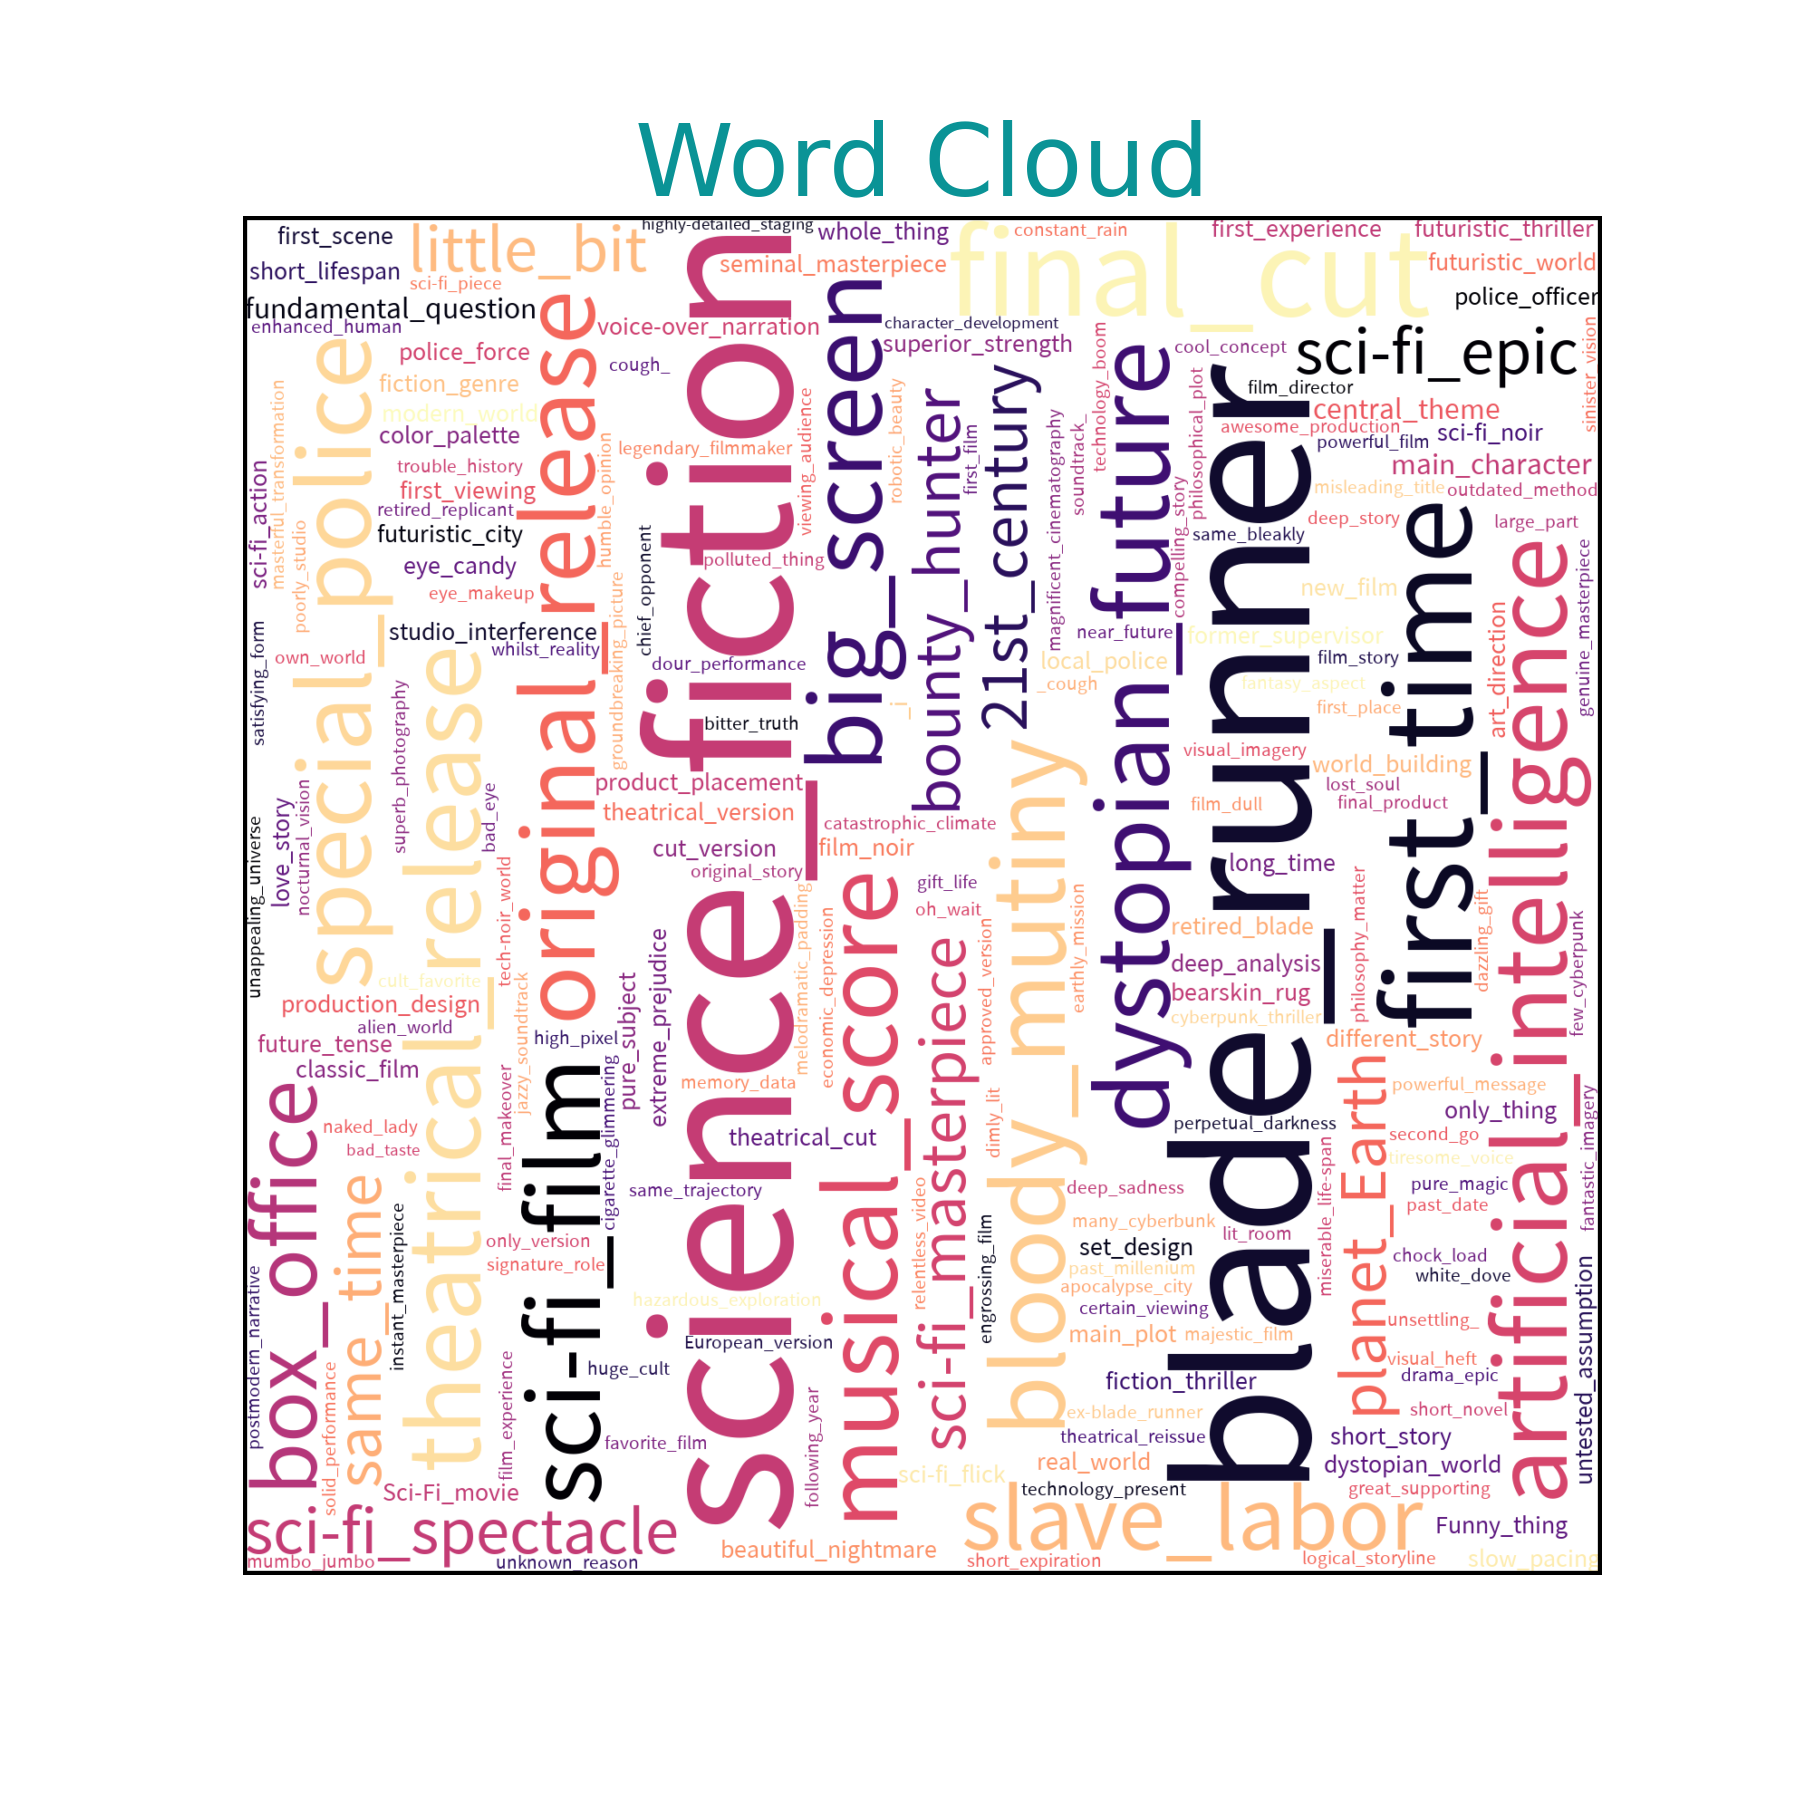 Word Cloud
first_scene
little_bit
highly-detailed_staging
whole_thing
final_cut
constant_rain
first_experience
futuristic_thriller
short_lifespan
sci-fi_piece
seminal_masterpiece
futuristic_world
fundamental_question
police_officer
enhanced_human
voice-over_narration
character_development
superior_strength
cool_concept
sci-fi_epic
sinister_vision
police_force
cough_
fiction_genre
film_director
modern_world
central_theme
color_palette
awesome_production
powerful_film
sci-fi_noir
legendary_filmmaker
trouble_history
main_character
first_viewing
misleading_title
outdated_method
retired_replicant
deep_story
large_part
futuristic_city
same_bleakly
eye_candy
polluted_thing
eye_makeup
new_film
studio_interference
near_future
former_supervisor
whilst_reality
own_world
dour_performance
local_police
film_story
_cough
fantasy_aspect
first_place
bitter_truth
_i
visual_imagery
world_building
product_placement
lost_soul
theatrical_version
film_dull
final_product
catastrophic_climate
cut_version
film_noir
original_story
long_time
gift_life
oh_wait
retired_blade
deep_analysis
bearskin_rug
cyberpunk_thriller
cult_favorite
production_design
alien_world
future_tense
high_pixel
different_story
classic_film
memory_data
powerful_message
only_thing
naked_lady
perpetual_darkness
second_go
bad_taste
theatrical_cut
tiresome_voice
same_trajectory
deep_sadness
pure_magic
past_date
many_cyberbunk
lit_room
only_version
set_design
signature_role
past_millenium
chock_load
white_dove
apocalypse_city
hazardous_exploration
certain_viewing
unsettling_
European_version
main_plot
majestic_film
visual_heft
huge_cult
drama_epic
fiction_thriller
ex-blade_runner
short_novel
favorite_film
theatrical_reissue
short_story
real_world
dystopian_world
sci-fi_flick
technology_present
great_supporting
Sci-Fi_movie
sci-fi_spectacle
slave_labor
Funny_thing
beautiful_nightmare
mumbo_jumbo
unknown_reason
short_expiration
logical_storyline
slow_pacing
sci-fi_action
masterful_transformation
poorly_studio
special_police
satisfying_form
love_story
nocturnal_vision
superb_photography
theatrical_release
bad_eye
tech-noir_world
original_release
humble_opinion
groundbreaking_picture
chief_opponent
science_fiction
viewing_audience
big_screen
robotic_beauty
bounty_hunter
first_film
21st_century
magnificent_cinematography
soundtrack_
technology_boom
dystopian_future
compelling_story
philosophical_plot
blade_runner
first_time
art_direction
artificial_intelligence
genuine_masterpiece
unappealing_universe
jazzy_soundtrack
pure_subject
extreme_prejudice
melodramatic_padding
economic_depression
musical_score
sci-fi_masterpiece
approved_version
dimly_lit
bloody_mutiny
earthly_mission
philosophy_matter
dazzling_gift
few_cyberpunk
box_office
final_makeover
sci-fi_film
cigarette_glimmering
relentless_video
engrossing_film
miserable_life-span
planet_Earth
fantastic_imagery
postmodern_narrative
solid_performance
same_time
instant_masterpiece
film_experience
following_year
untested_assumption